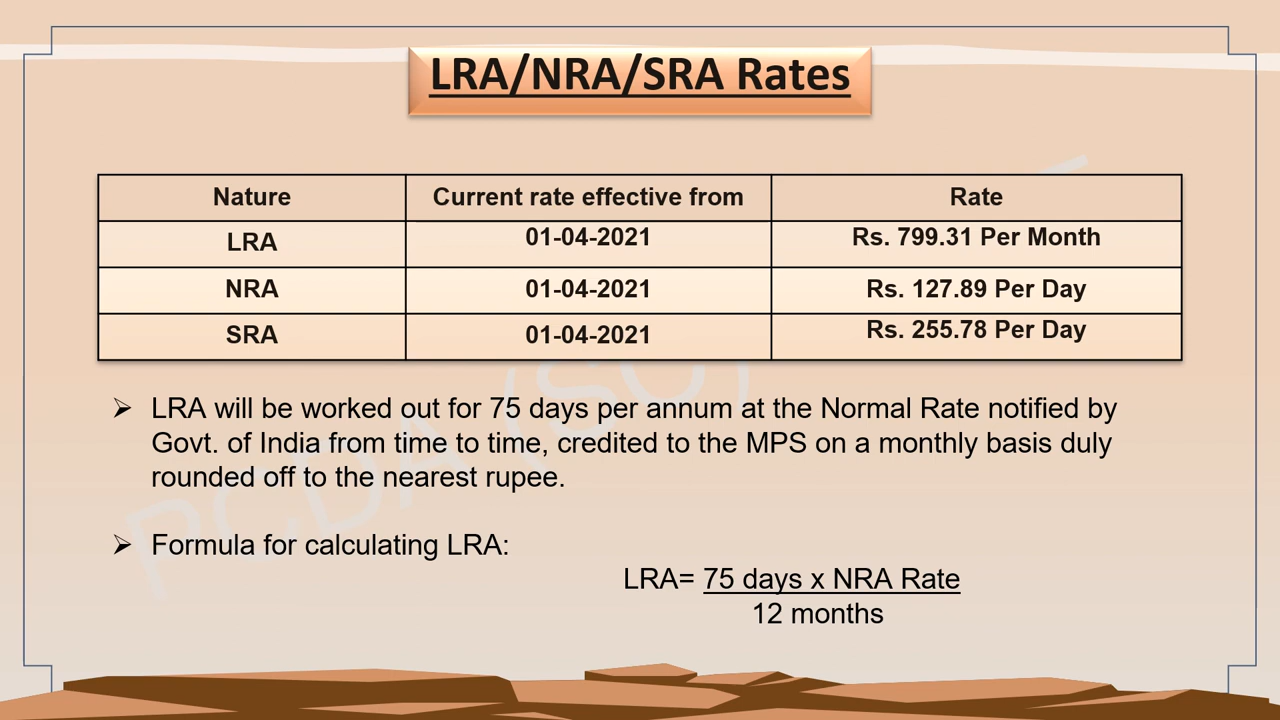 LRA/NRA/SRA Rates
Nature Current rate effective from Rate
LRA 01-04-2021 Rs. 799.31 Per Month
NRA 01-04-2021 Rs. 127.89 Per Day
SRA 01-04-2021 Rs. 255.78 Per Day
➢ LRA will be worked out for 75 days per annum at the Normal Rate notified by
Govt. of India from time to time, credited to the MPS on a monthly basis duly
rounded off to the nearest rupee.
➢ Formula for calculating LRA:
LRA= 75 days x NRA Rate
12 months
PCDA (SC)